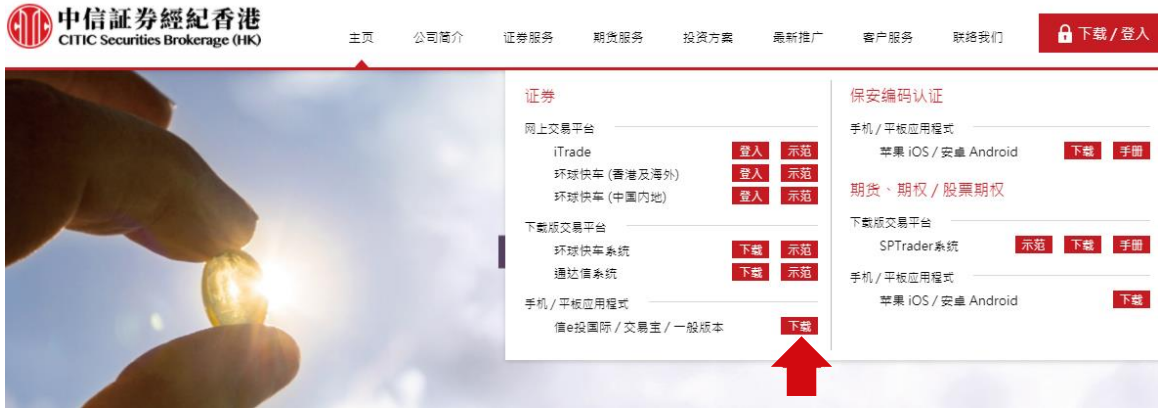 中信証券經紀香港
CITIC Securities Brokerage (HK)
主页 公司简介 证券服务 期货服务 投资方案 最新推广 客户服务 联络我们 下载/登入
证券
网上交易平台
iTrade 登入 示范
环球快车 (香港及海外) 登入 示范
环球快车 (中国内地) 登入 示范
下载版交易平台
环球快车系统 下载 示范
通达信系统 下载 示范
手机 / 平板应用程式
信e投国际 / 交易宝 / 一般版本 下载
保安编码认证
手机 / 平板应用程式
苹果 iOS / 安卓 Android 下载 手册
期货、期权 / 股票期权
下载版交易平台
SPTrader系统 示范 下载 手册
手机 / 平板应用程式
苹果 iOS / 安卓 Android 下载